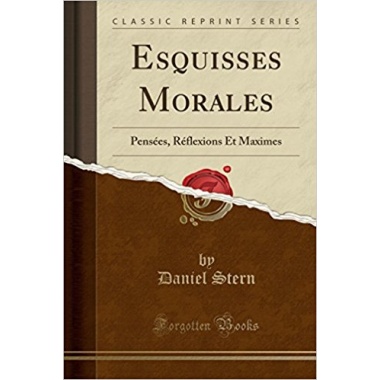 CLASSIC REPRINT SERIES
ESQUISSES
MORALES
Pensées, Réflexions Et Maximes
by
Daniel Stern
Forgotten Books